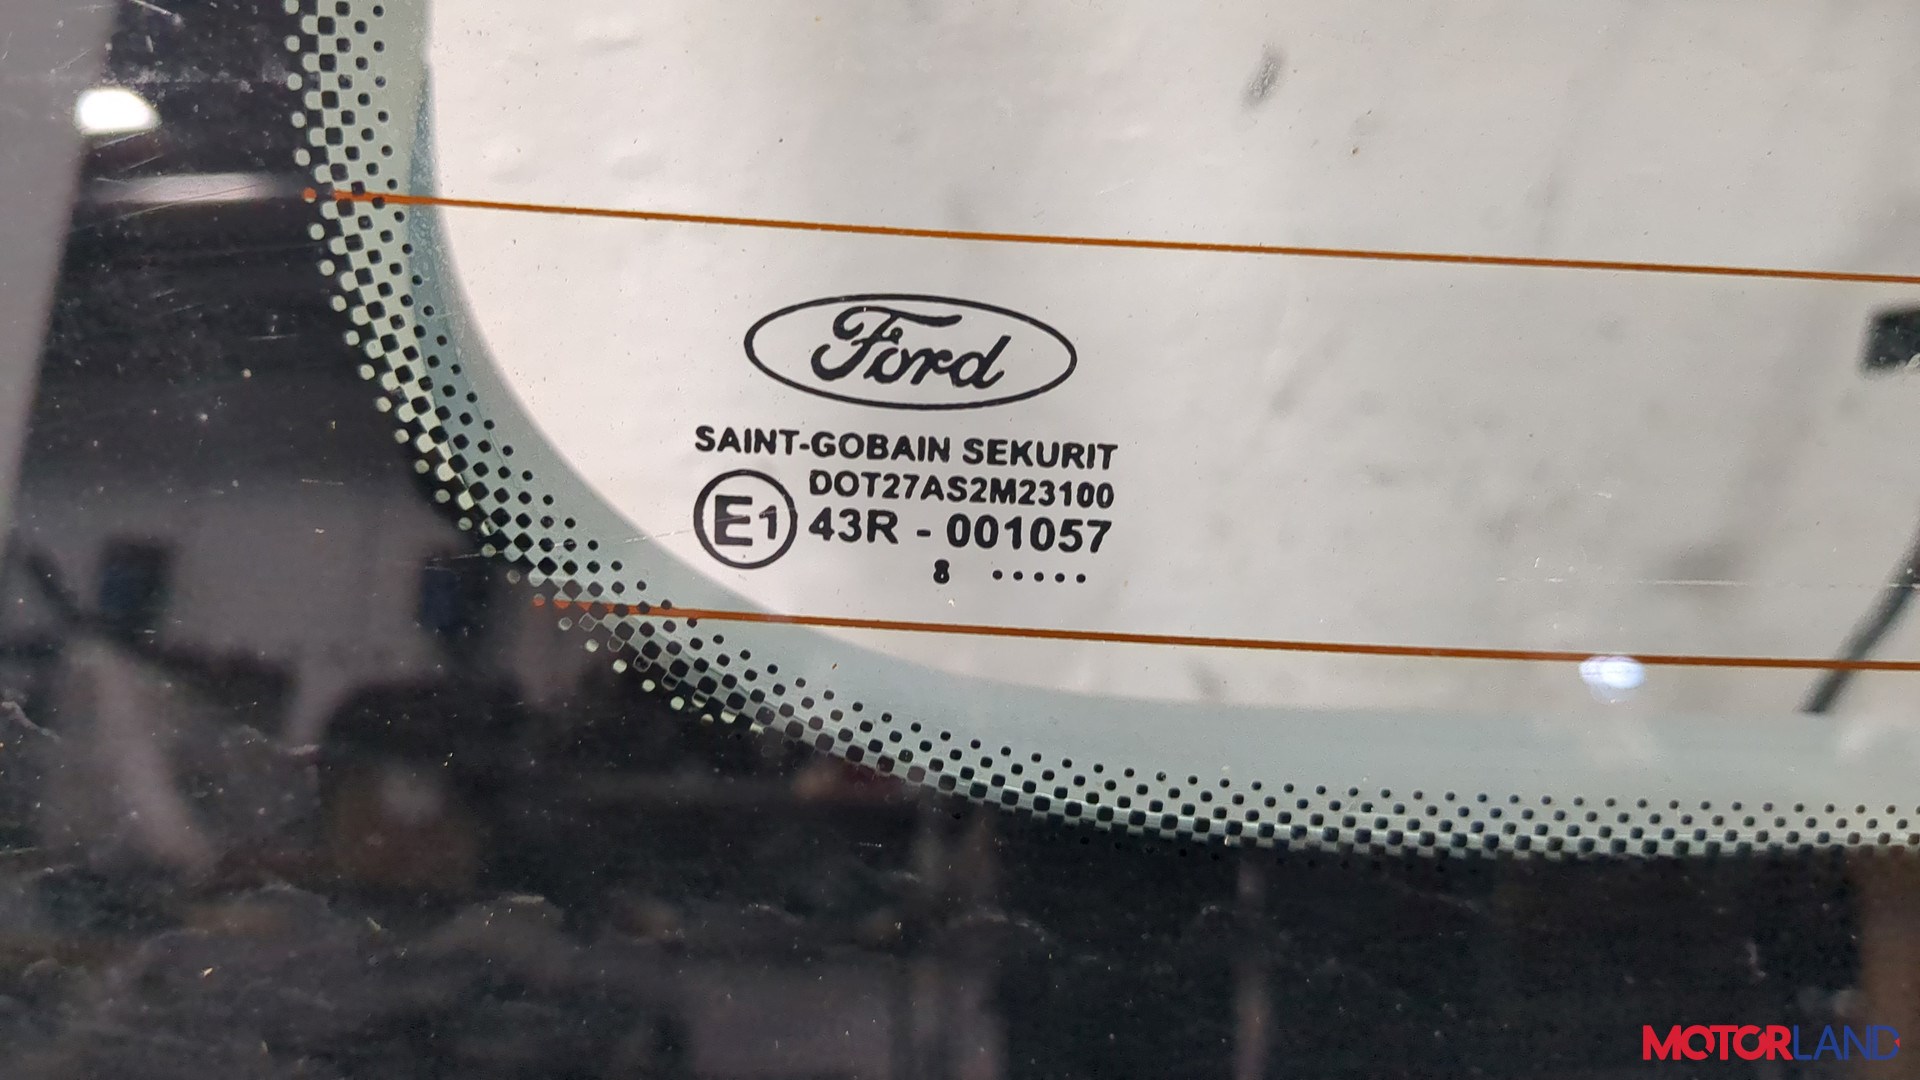 Ford
SAINT-GOBAIN SEKURIT
DOT27AS2M23100
E1 43R - 001057
8 .....
MOTORLAND